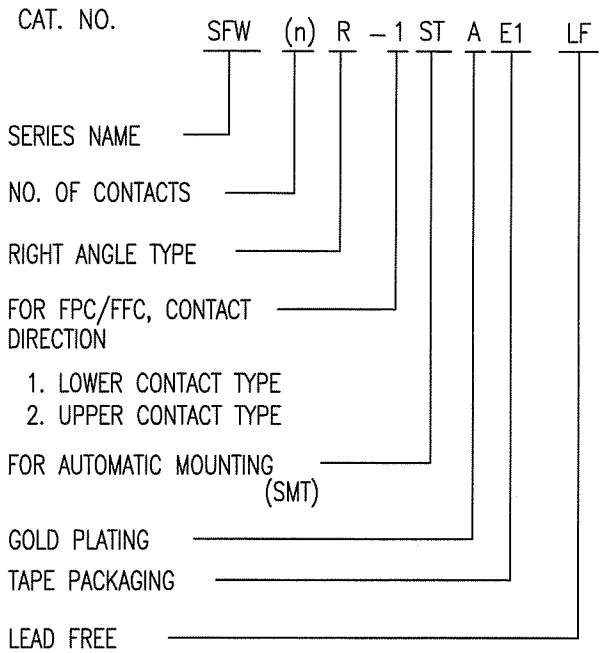 CAT. NO.
SFW (n) R - 1 ST A E1 LF
SERIES NAME
NO. OF CONTACTS
RIGHT ANGLE TYPE
FOR FPC/FFC, CONTACT
DIRECTION
1. LOWER CONTACT TYPE
2. UPPER CONTACT TYPE
FOR AUTOMATIC MOUNTING
(SMT)
GOLD PLATING
TAPE PACKAGING
LEAD FREE